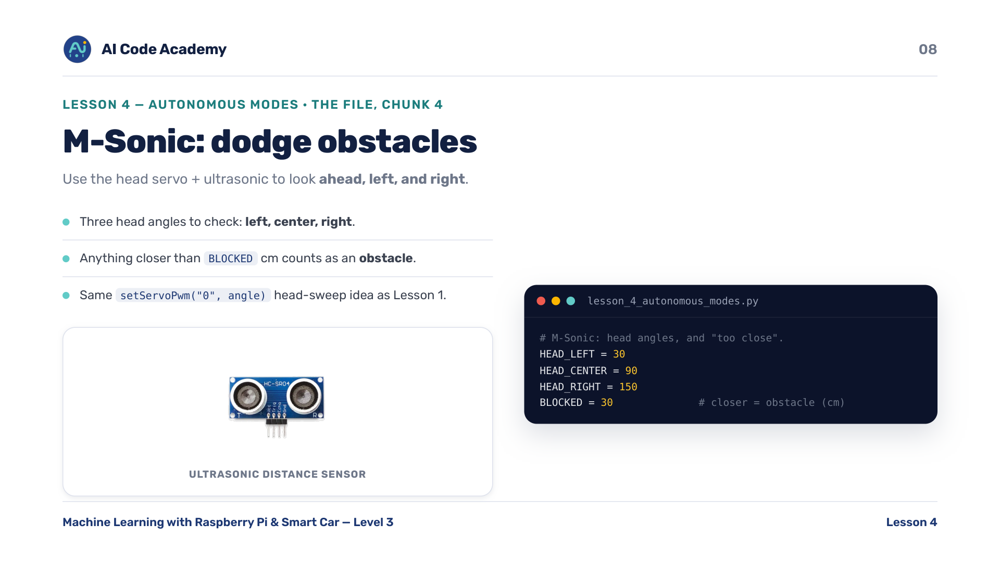 AI Code Academy
08
LESSON 4 — AUTONOMOUS MODES • THE FILE, CHUNK 4
M-Sonic: dodge obstacles
Use the head servo + ultrasonic to look ahead, left, and right.
Three head angles to check: left, center, right.
Anything closer than BLOCKED cm counts as an obstacle.
Same setServoPwm("0", angle) head-sweep idea as Lesson 1.
HC-SR04
Vcc
Trig
Echo
Gnd
T
R
ULTRASONIC DISTANCE SENSOR
lesson_4_autonomous_modes.py
# M-Sonic: head angles, and "too close".
HEAD_LEFT = 30
HEAD_CENTER = 90
HEAD_RIGHT = 150
BLOCKED = 30 # closer = obstacle (cm)
Machine Learning with Raspberry Pi & Smart Car — Level 3
Lesson 4